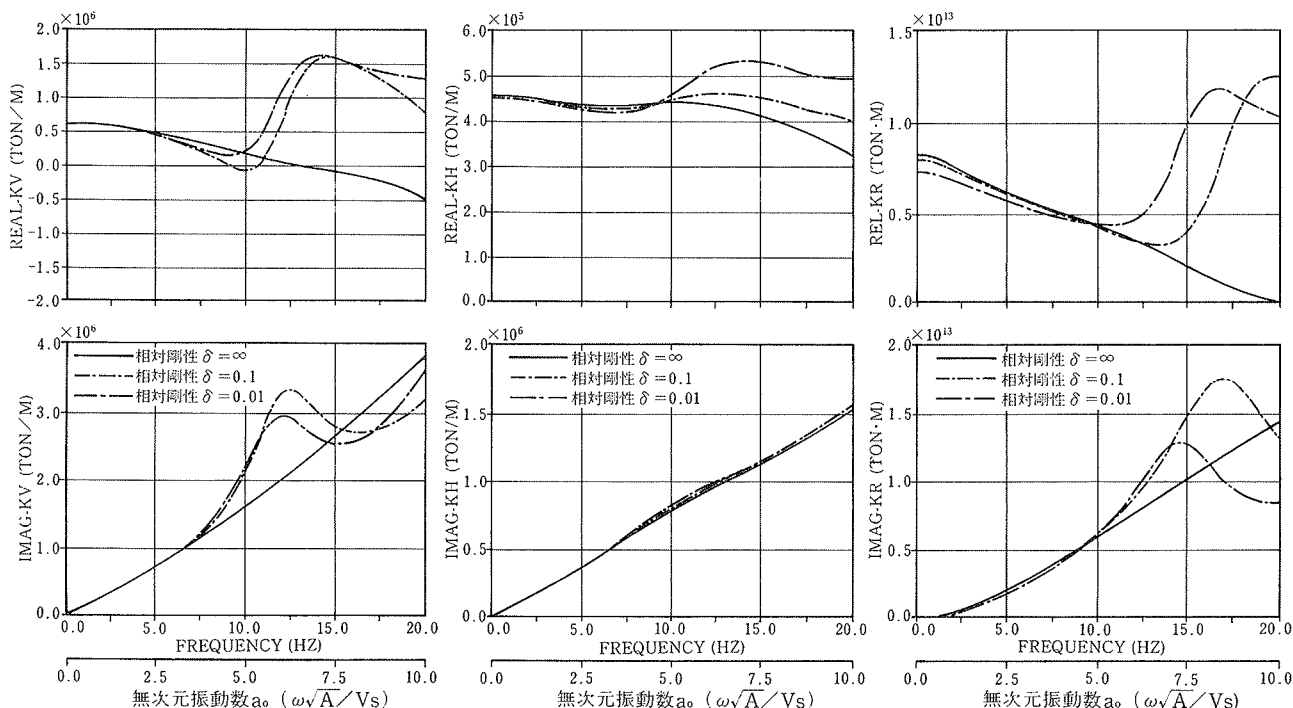 ×10⁶
2.0
1.5
1.0
0.5
0.0
-0.5
-1.0
-1.5
-2.0
REAL-KV (TON/M)
×10⁵
6.0
5.0
4.0
3.0
2.0
1.0
0.0
REAL-KH (TON/M)
×10¹³
1.5
1.0
0.5
0.0
REL-KR (TON·M)
×10⁶
4.0
3.0
2.0
1.0
0.0
IMAG-KV (TON/M)
相対剛性 δ=∞
相対剛性 δ=0.1
相対剛性 δ=0.01
0.0 5.0 10.0 15.0 20.0
FREQUENCY (HZ)
0.0 2.5 5.0 7.5 10.0
無次元振動数a₀ (ω√A/Vs)
×10⁶
2.0
1.5
1.0
0.5
0.0
IMAG-KH (TON/M)
相対剛性 δ=∞
相対剛性 δ=0.1
相対剛性 δ=0.01
0.0 5.0 10.0 15.0 20.0
FREQUENCY (HZ)
0.0 2.5 5.0 7.5 10.0
無次元振動数a₀ (ω√A/Vs)
×10¹³
2.0
1.5
1.0
0.5
0.0
IMAG-KR (TON·M)
相対剛性 δ=∞
相対剛性 δ=0.1
相対剛性 δ=0.01
0.0 5.0 10.0 15.0 20.0
FREQUENCY (HZ)
0.0 2.5 5.0 7.5 10.0
無次元振動数a₀ (ω√A/Vs)